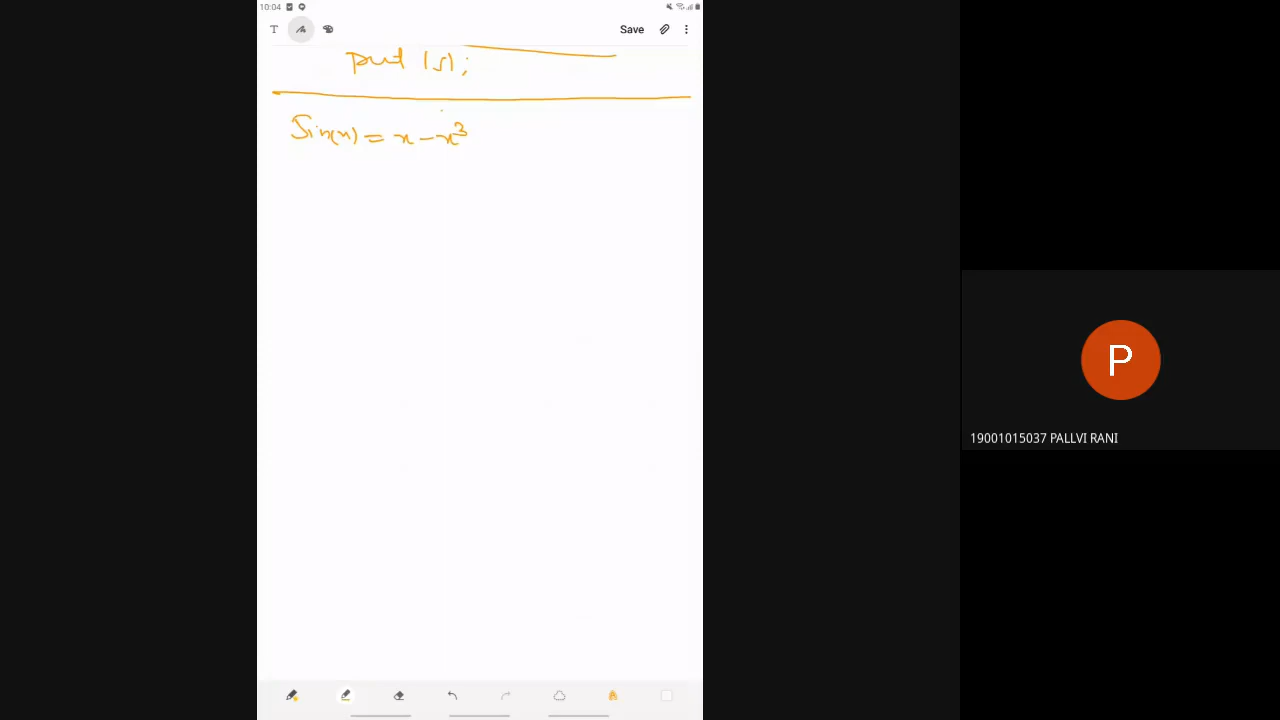 10:04
T Save
put (s);
Sin(x) = x - x³
P
19001015037 PALLVI RANI